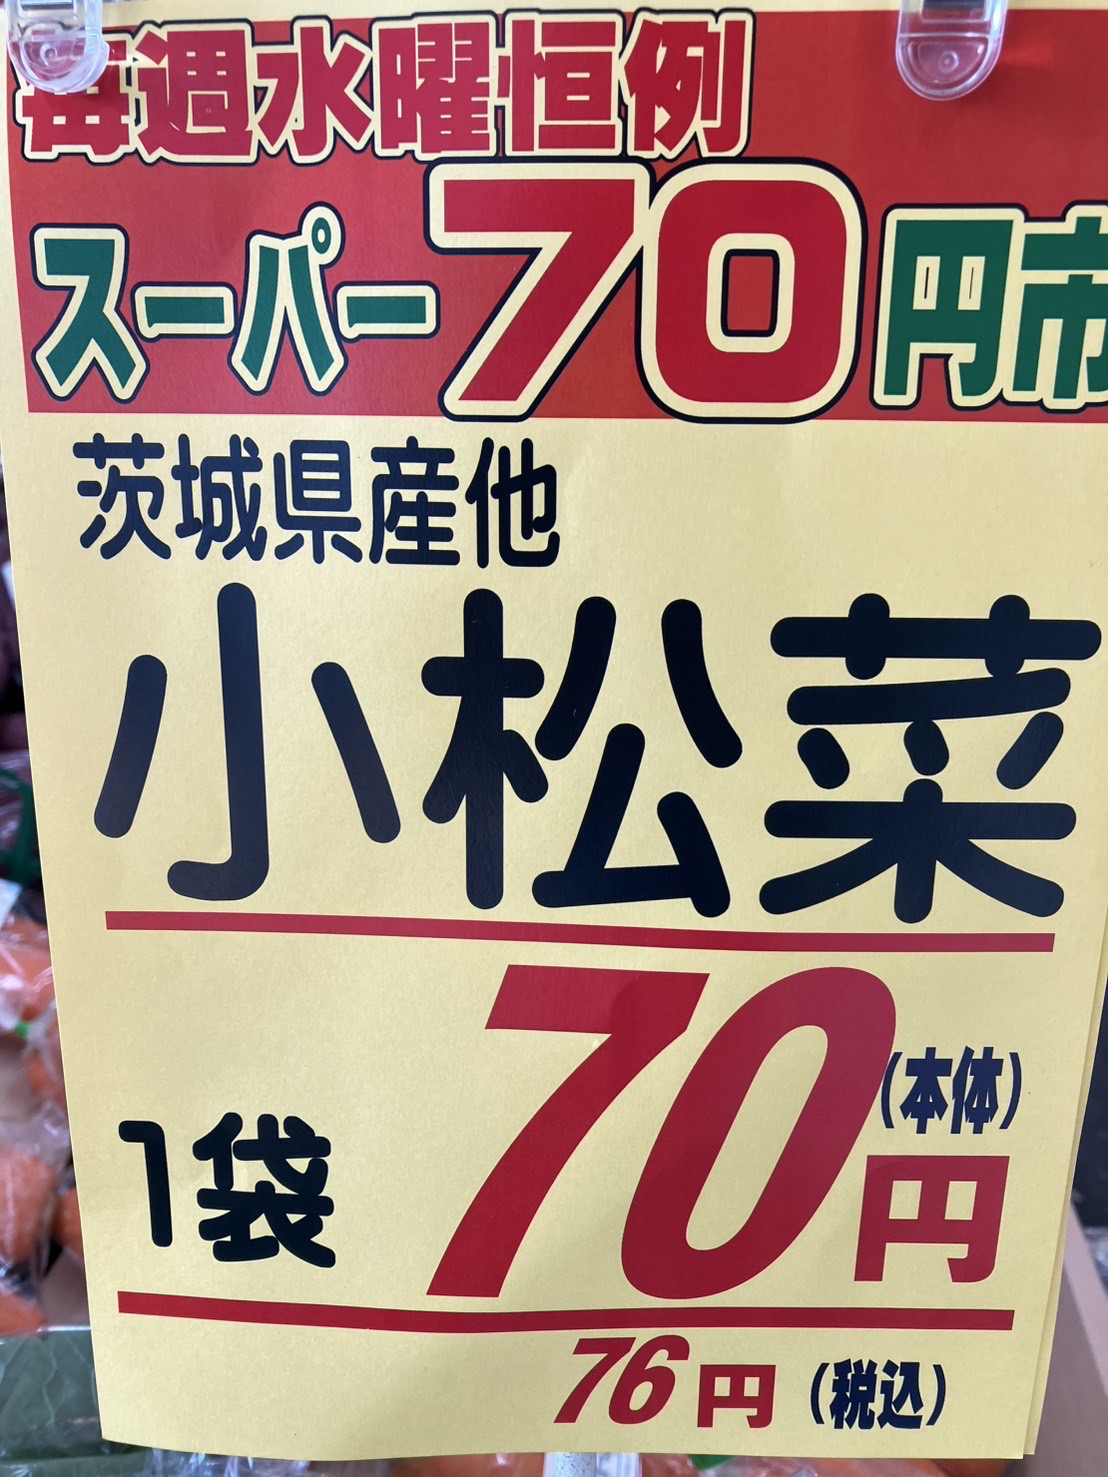 毎週水曜恒例
スーパー70円市
茨城県産他
小松菜
1袋 70円 (本体)
76円 (税込)